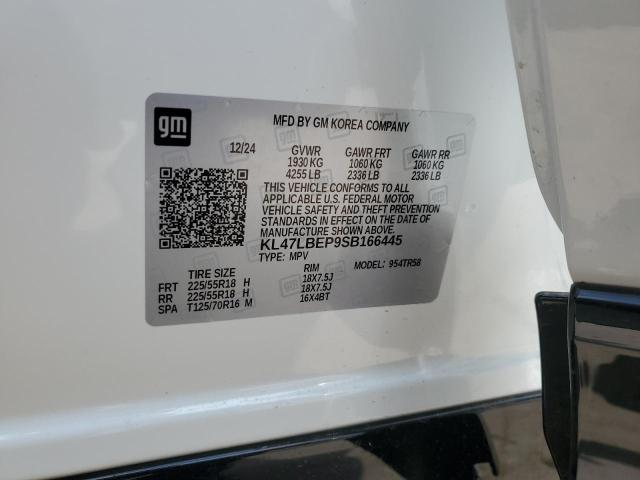 gm
MFD BY GM KOREA COMPANY
12/24 GVWR GAWR FRT GAWR RR
1930 KG 1060 KG 1060 KG
4255 LB 2336 LB 2336 LB
THIS VEHICLE CONFORMS TO ALL
APPLICABLE U.S. FEDERAL MOTOR
VEHICLE SAFETY AND THEFT PREVENTION
STANDARDS IN EFFECT ON THE DATE OF
MANUFACTURE SHOWN ABOVE.
KL47LBEP9SB166445
TYPE: MPV MODEL: 954TR58
TIRE SIZE RIM
FRT 225/55R18 H 18X7.5J
RR 225/55R18 H 18X7.5J
SPA T125/70R16 M 16X4BT